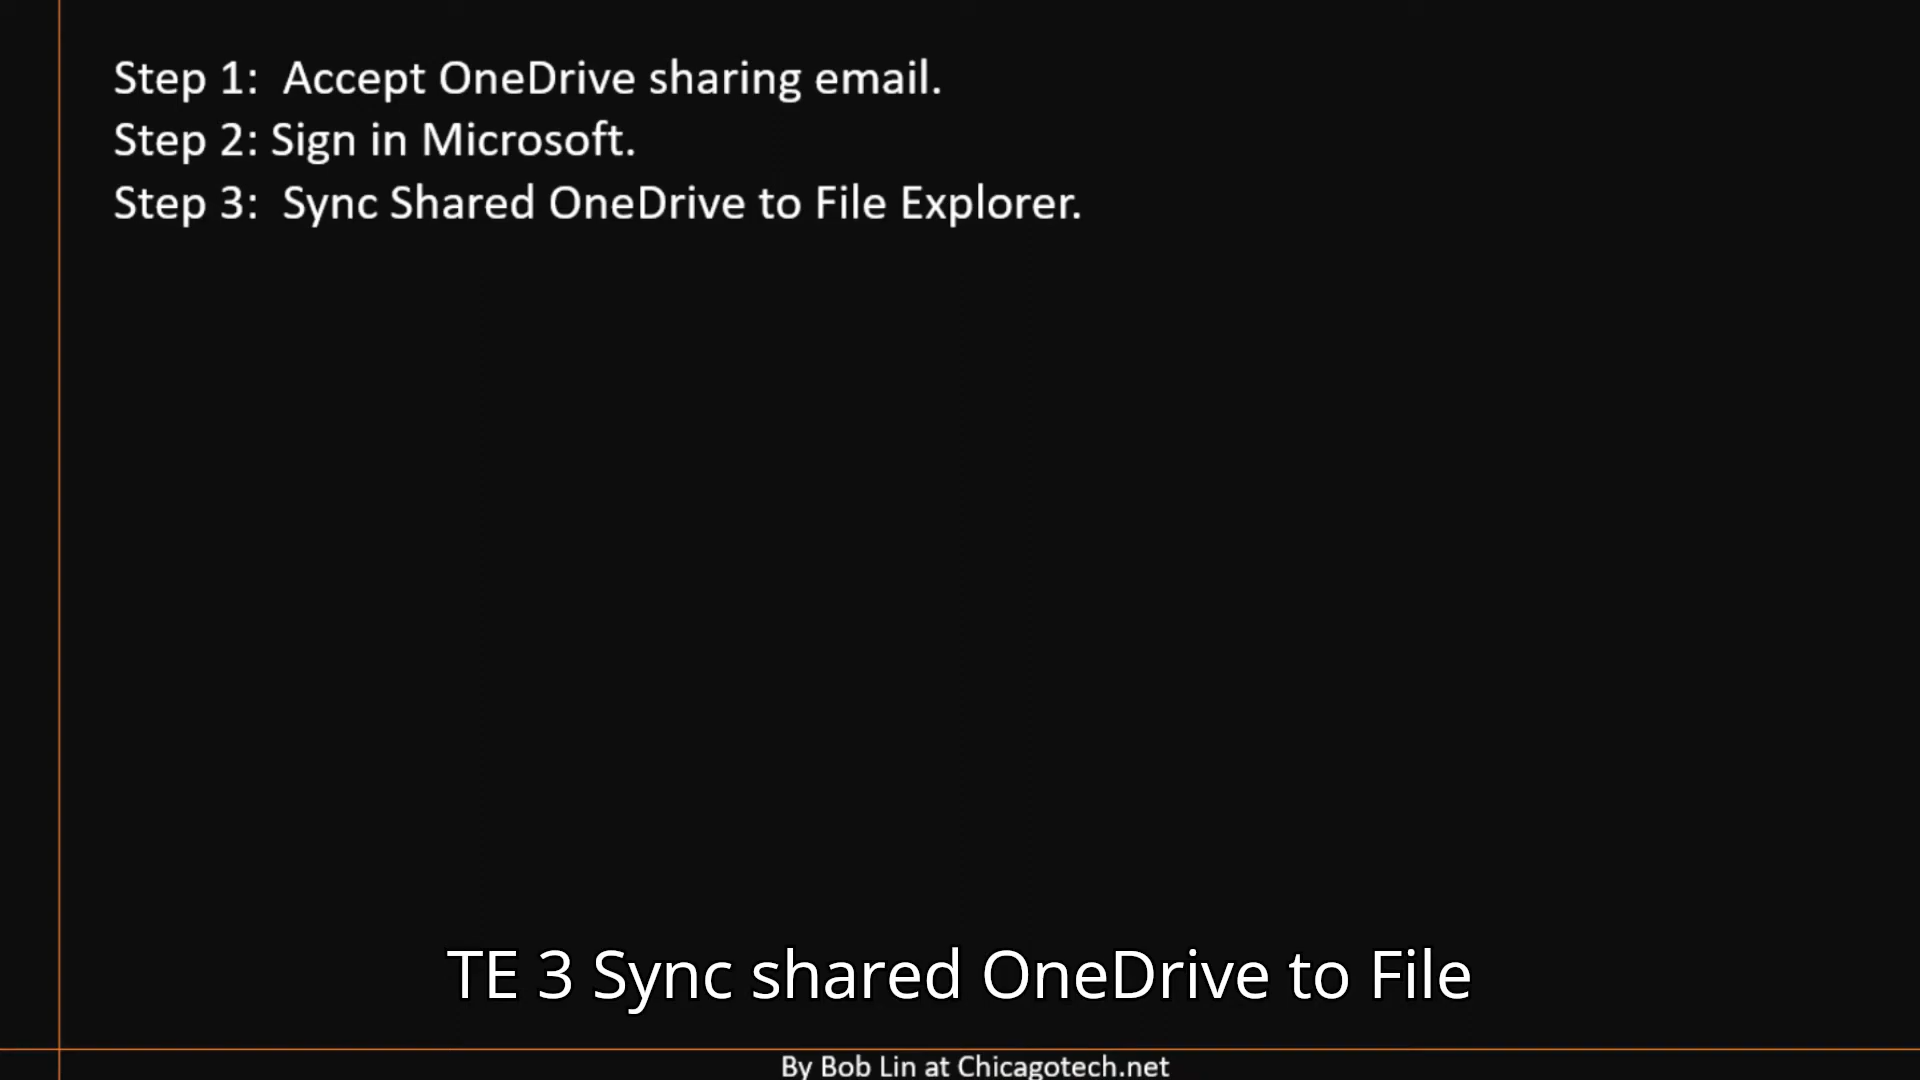 Step 1:  Accept OneDrive sharing email.
Step 2: Sign in Microsoft.
Step 3:  Sync Shared OneDrive to File Explorer.
TE 3 Sync shared OneDrive to File
By Bob Lin at Chicagotech.net